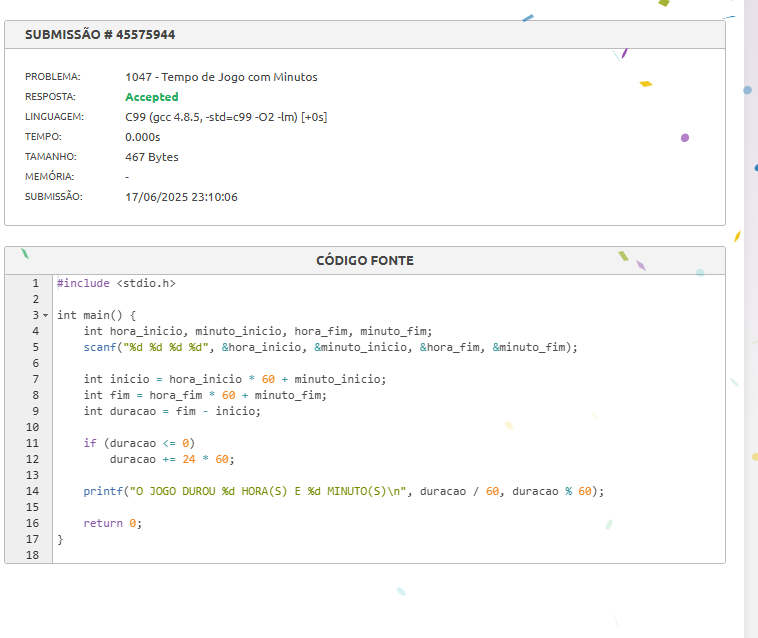 SUBMISSÃO # 45575944
PROBLEMA: 1047 - Tempo de Jogo com Minutos
RESPOSTA: Accepted
LINGUAGEM: C99 (gcc 4.8.5, -std=c99 -O2 -lm) [+0s]
TEMPO: 0.000s
TAMANHO: 467 Bytes
MEMÓRIA: -
SUBMISSÃO: 17/06/2025 23:10:06
CÓDIGO FONTE
1 #include <stdio.h>
2
3 int main() {
4     int hora_inicio, minuto_inicio, hora_fim, minuto_fim;
5     scanf("%d %d %d %d", &hora_inicio, &minuto_inicio, &hora_fim, &minuto_fim);
6
7     int inicio = hora_inicio * 60 + minuto_inicio;
8     int fim = hora_fim * 60 + minuto_fim;
9     int duracao = fim - inicio;
10
11     if (duracao <= 0)
12         duracao += 24 * 60;
13
14     printf("O JOGO DUROU %d HORA(S) E %d MINUTO(S)\n", duracao / 60, duracao % 60);
15
16     return 0;
17 }
18